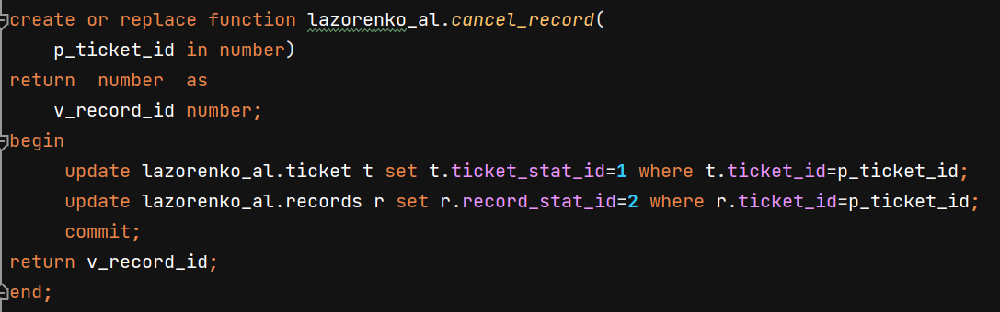 create or replace function lazorenko_al.cancel_record(
    p_ticket_id in number)
return  number  as
    v_record_id number;
begin
     update lazorenko_al.ticket t set t.ticket_stat_id=1 where t.ticket_id=p_ticket_id;
     update lazorenko_al.records r set r.record_stat_id=2 where r.ticket_id=p_ticket_id;
     commit;
return v_record_id;
end;